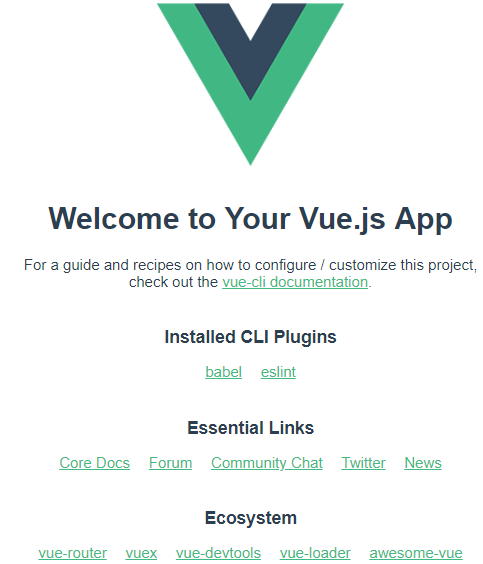 Welcome to Your Vue.js App
For a guide and recipes on how to configure / customize this project,
check out the vue-cli documentation.
Installed CLI Plugins
babel eslint
Essential Links
Core Docs Forum Community Chat Twitter News
Ecosystem
vue-router vuex vue-devtools vue-loader awesome-vue